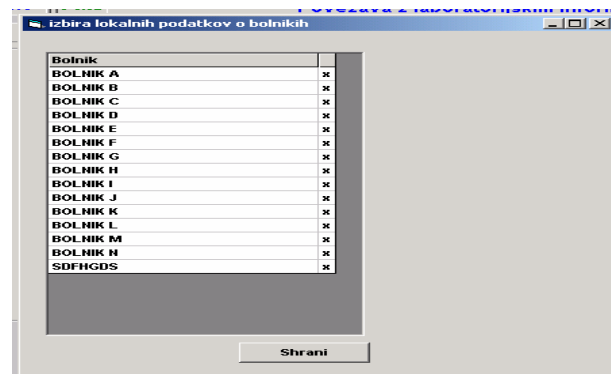 Povezava z laboratorijskim infor
izbira lokalnih podatkov o bolnikih
Bolnik
BOLNIK A x
BOLNIK B x
BOLNIK C x
BOLNIK D x
BOLNIK E x
BOLNIK F x
BOLNIK G x
BOLNIK H x
BOLNIK I x
BOLNIK J x
BOLNIK K x
BOLNIK L x
BOLNIK M x
BOLNIK N x
SDFHGDS x
Shrani